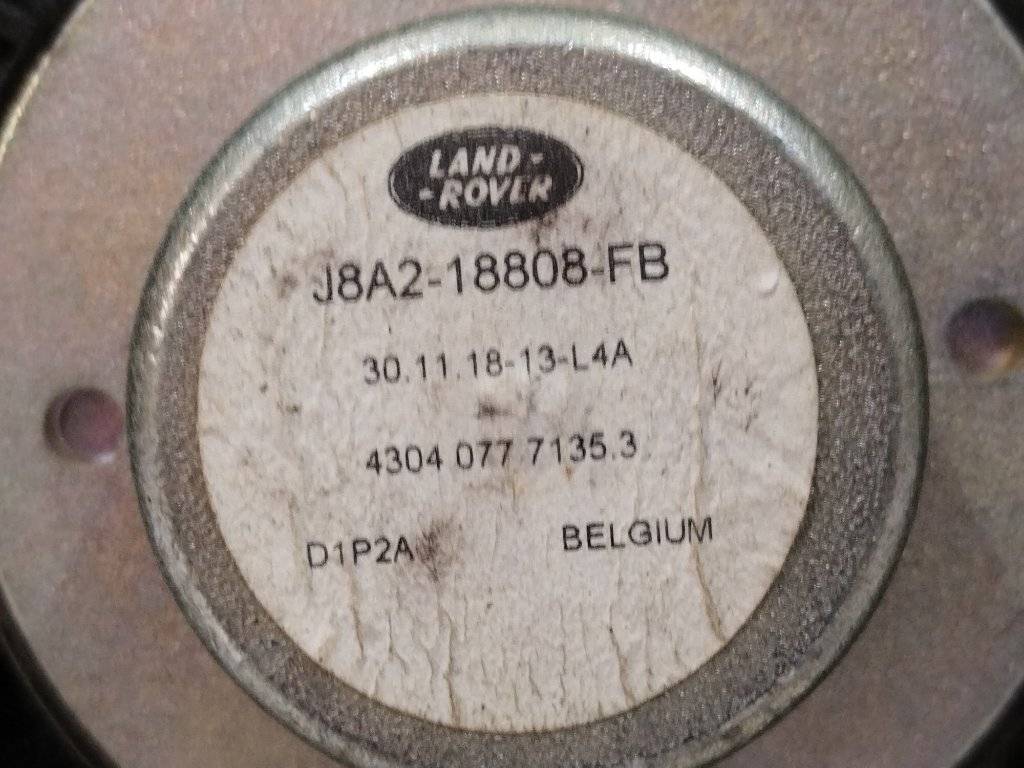 LAND-
-ROVER
J8A2-18808-FB
30.11.18-13-L4A
4304 077 7135.3
D1P2A BELGIUM